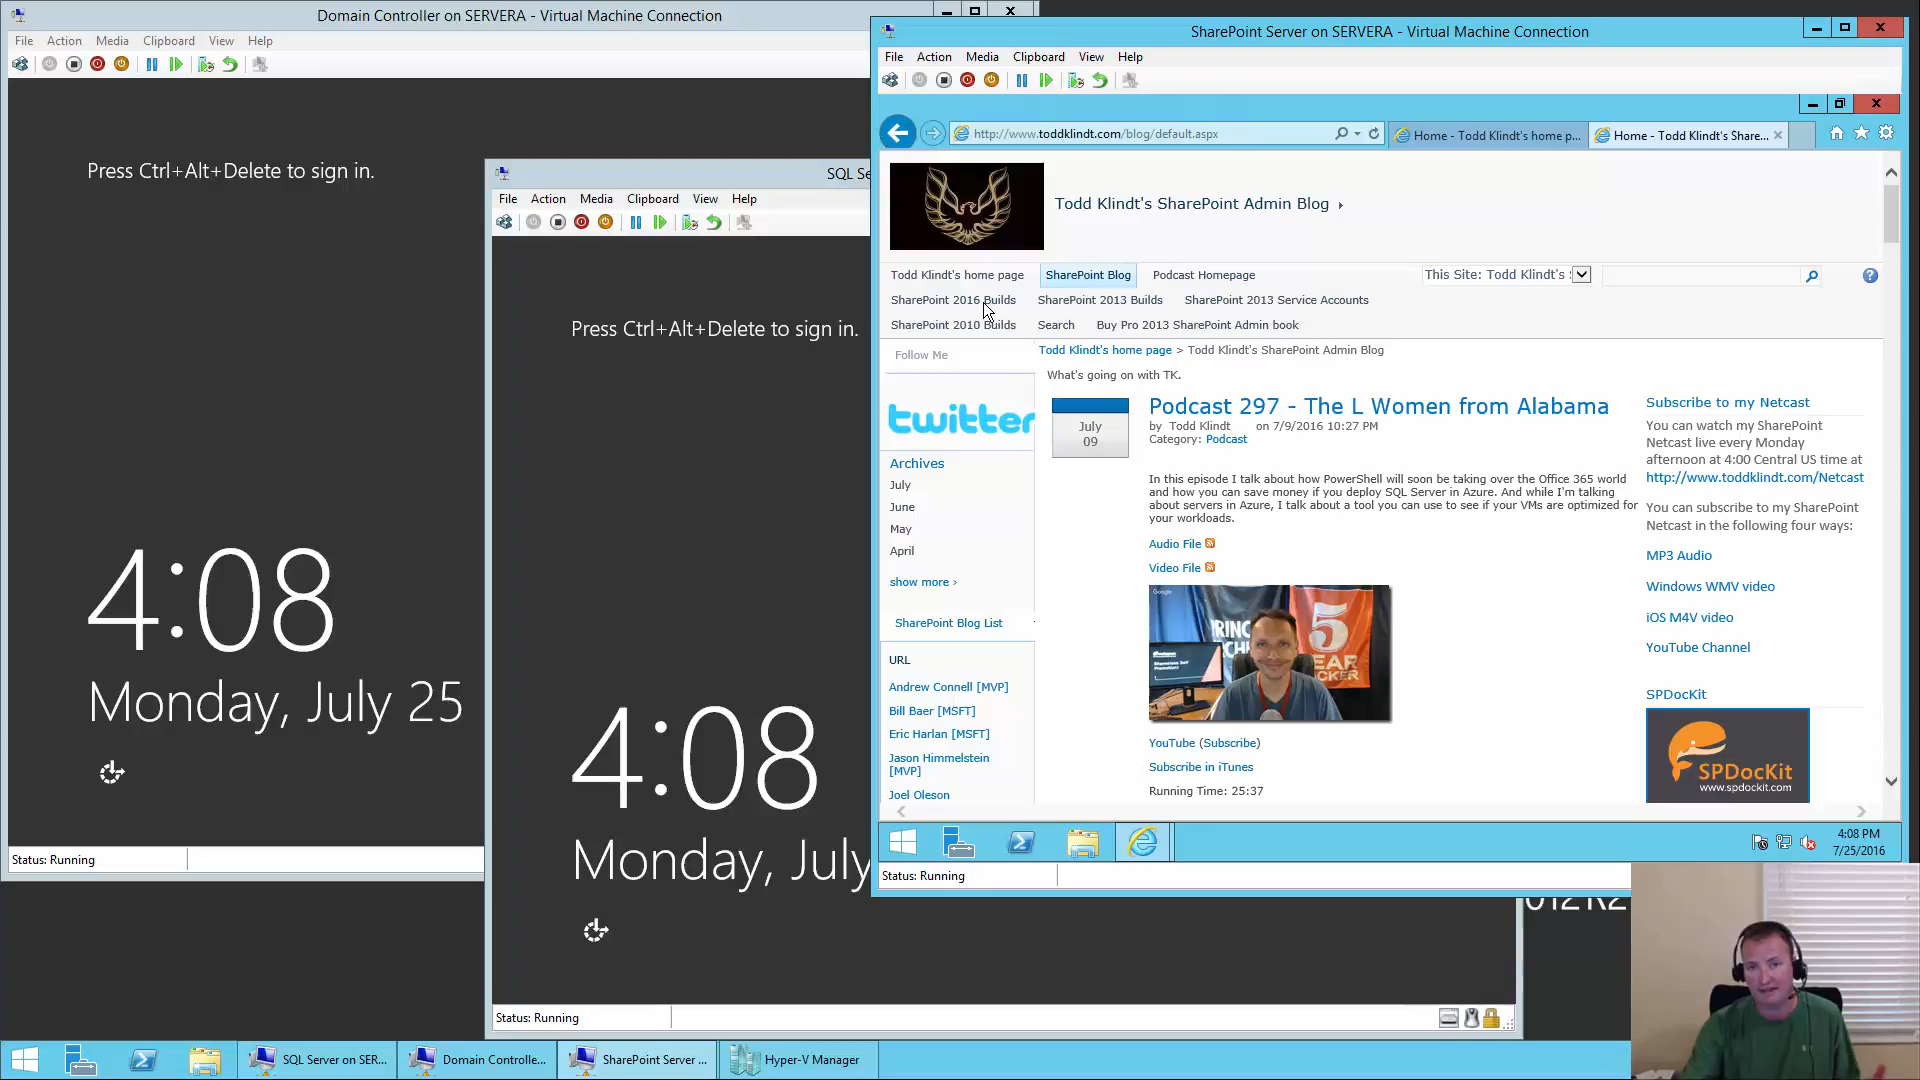 Domain Controller on SERVERA - Virtual Machine Connection
File Action Media Clipboard View Help
Press Ctrl+Alt+Delete to sign in.
4:08
Monday, July 25
Status: Running
SQL Se
File Action Media Clipboard View Help
Press Ctrl+Alt+Delete to sign in.
4:08
Monday, July
Status: Running
SharePoint Server on SERVERA - Virtual Machine Connection
File Action Media Clipboard View Help
http://www.toddklindt.com/blog/default.aspx
Home - Todd Klindt's home p...
Home - Todd Klindt's Share...
Todd Klindt's SharePoint Admin Blog
Todd Klindt's home page SharePoint Blog Podcast Homepage
This Site: Todd Klindt's
SharePoint 2016 Builds SharePoint 2013 Builds SharePoint 2013 Service Accounts
SharePoint 2010 Builds Search Buy Pro 2013 SharePoint Admin book
Follow Me
twitter
Archives
July
June
May
April
show more ›
SharePoint Blog List
URL
Andrew Connell [MVP]
Bill Baer [MSFT]
Eric Harlan [MSFT]
Jason Himmelstein
[MVP]
Joel Oleson
Todd Klindt's home page > Todd Klindt's SharePoint Admin Blog
What's going on with TK.
July
09
Podcast 297 - The L Women from Alabama
by Todd Klindt on 7/9/2016 10:27 PM
Category: Podcast
In this episode I talk about how PowerShell will soon be taking over the Office 365 world
and how you can save money if you deploy SQL Server in Azure. And while I'm talking
about servers in Azure, I talk about a tool you can use to see if your VMs are optimized for
your workloads.
Audio File
Video File
Google
5
YouTube (Subscribe)
Subscribe in iTunes
Running Time: 25:37
Subscribe to my Netcast
You can watch my SharePoint
Netcast live every Monday
afternoon at 4:00 Central US time at
http://www.toddklindt.com/Netcast
You can subscribe to my SharePoint
Netcast in the following four ways:
MP3 Audio
Windows WMV video
iOS M4V video
YouTube Channel
SPDocKit
SPDocKit
www.spdockit.com
4:08 PM
7/25/2016
Status: Running
012 R2
SQL Server on SER...
Domain Controlle...
SharePoint Server ...
Hyper-V Manager